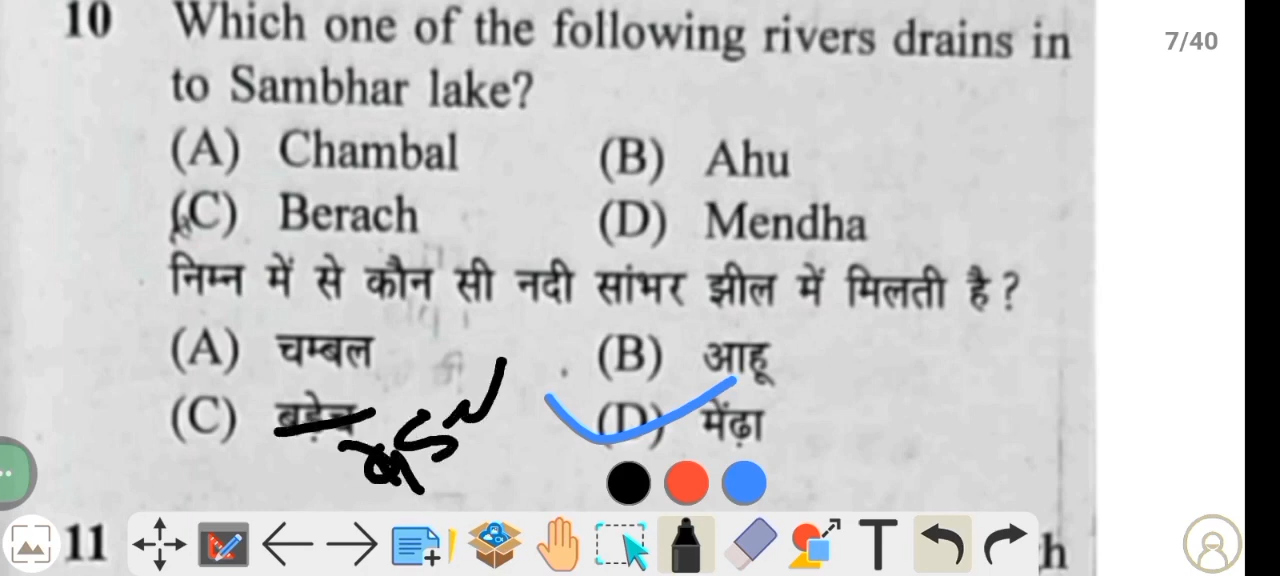 10 Which one of the following rivers drains in
7/40
to Sambhar lake?
(A) Chambal (B) Ahu
(C) Berach (D) Mendha
निम्न में से कौन सी नदी सांभर झील में मिलती है ?
(A) चम्बल (B) आहू
(C) बड़ेच (D) मेंढ़ा
11
h
T